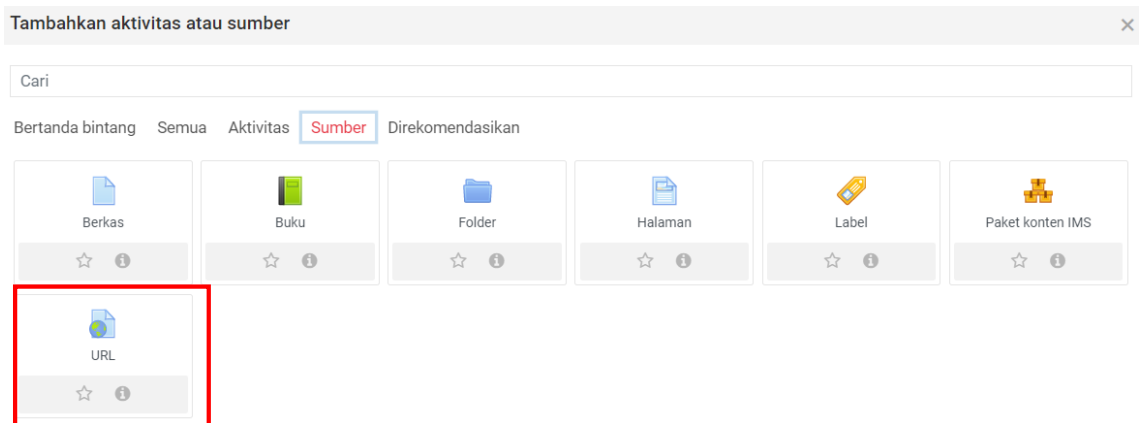 Tambahkan aktivitas atau sumber
Cari
Bertanda bintang Semua Aktivitas Sumber Direkomendasikan
Berkas Buku Folder Halaman Label Paket konten IMS
URL